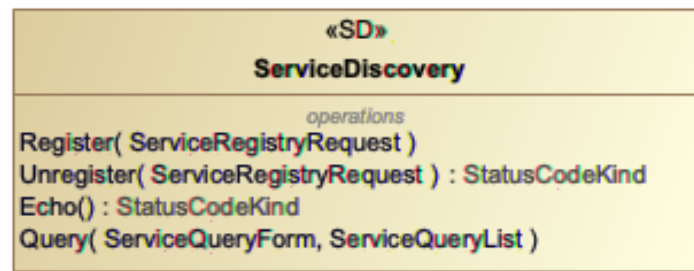 «SD»
ServiceDiscovery
operations
Register( ServiceRegistryRequest )
Unregister( ServiceRegistryRequest ) : StatusCodeKind
Echo() : StatusCodeKind
Query( ServiceQueryForm, ServiceQueryList )